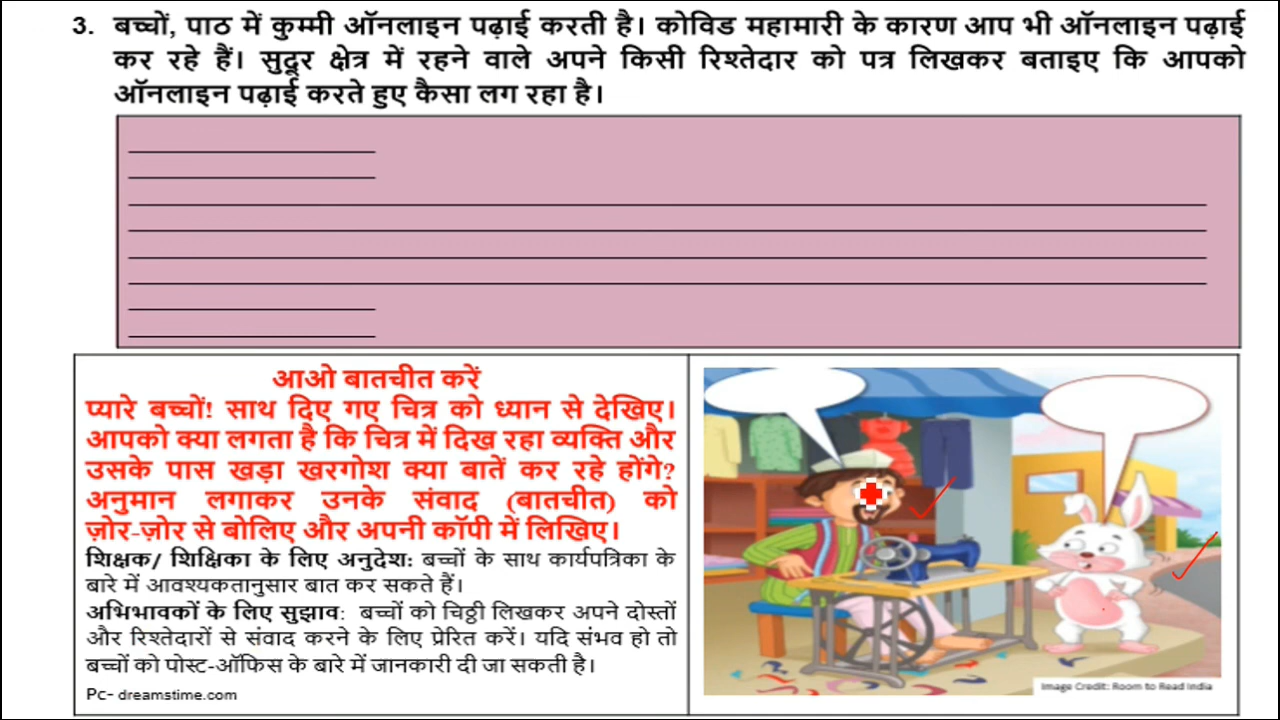 3. बच्चों, पाठ में कुम्मी ऑनलाइन पढ़ाई करती है। कोविड महामारी के कारण आप भी ऑनलाइन पढ़ाई
कर रहे हैं। सुदूर क्षेत्र में रहने वाले अपने किसी रिश्तेदार को पत्र लिखकर बताइए कि आपको
ऑनलाइन पढ़ाई करते हुए कैसा लग रहा है।
आओ बातचीत करें
प्यारे बच्चों! साथ दिए गए चित्र को ध्यान से देखिए।
आपको क्या लगता है कि चित्र में दिख रहा व्यक्ति और
उसके पास खड़ा खरगोश क्या बातें कर रहे होंगे?
अनुमान लगाकर उनके संवाद (बातचीत) को
ज़ोर-ज़ोर से बोलिए और अपनी कॉपी में लिखिए।
शिक्षक/ शिक्षिका के लिए अनुदेश: बच्चों के साथ कार्यपत्रिका के
बारे में आवश्यकतानुसार बात कर सकते हैं।
अभिभावकों के लिए सुझाव: बच्चों को चिठ्ठी लिखकर अपने दोस्तों
और रिश्तेदारों से संवाद करने के लिए प्रेरित करें। यदि संभव हो तो
बच्चों को पोस्ट-ऑफिस के बारे में जानकारी दी जा सकती है।
Pc- dreamstime.com
Image Credit: Room to Read India